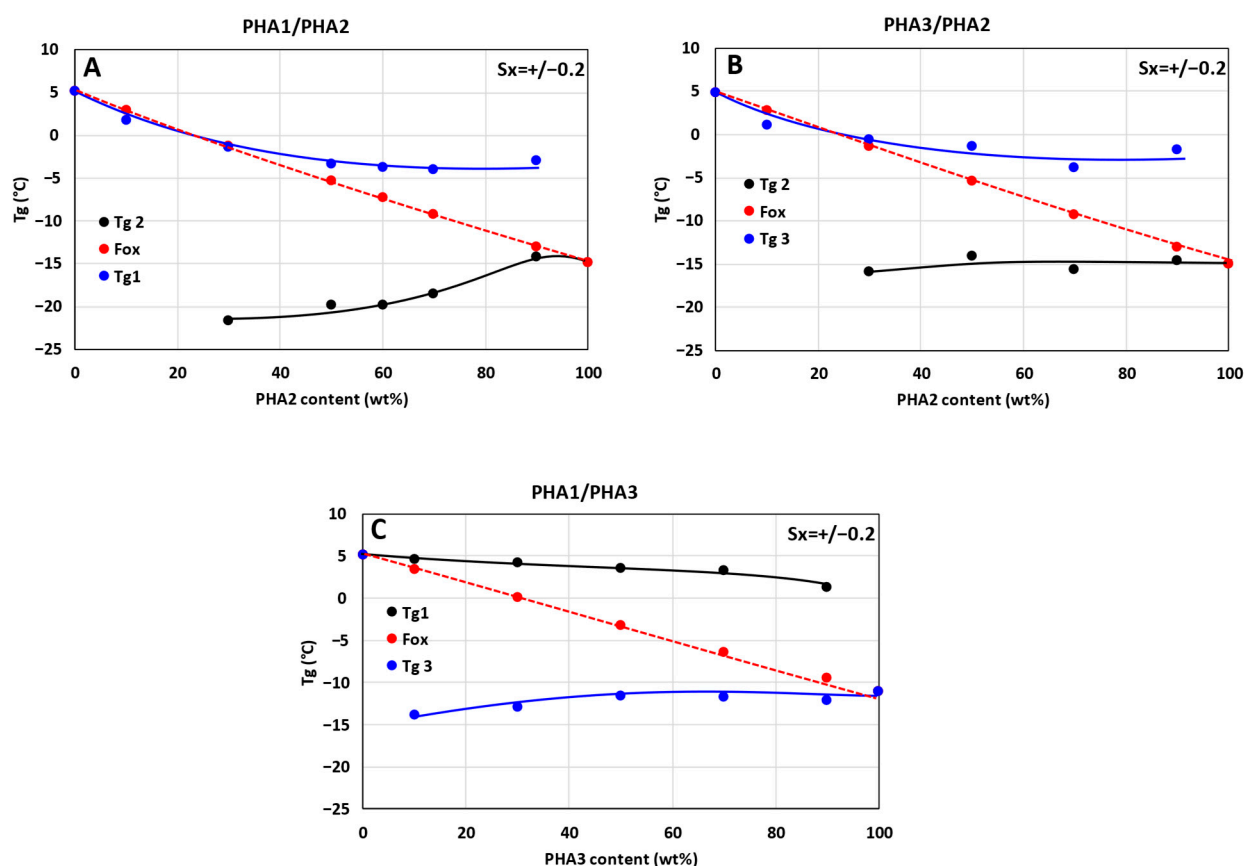 PHA1/PHA2
A
Sx=+/−0.2
10
5
0
−5
−10
−15
−20
−25
Tg (°C)
Tg 2
Fox
Tg1
0
20
40
60
80
100
PHA2 content (wt%)
PHA3/PHA2
B
Sx=+/−0.2
10
5
0
−5
−10
−15
−20
−25
Tg (°C)
Tg 2
Fox
Tg 3
0
20
40
60
80
100
PHA2 content (wt%)
PHA1/PHA3
C
Sx=+/−0.2
10
5
0
−5
−10
−15
−20
−25
Tg (°C)
Tg1
Fox
Tg 3
0
20
40
60
80
100
PHA3 content (wt%)